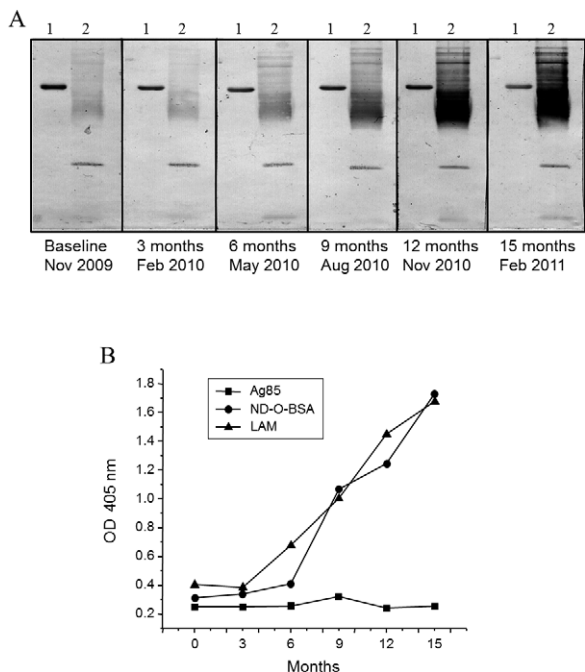 A
1 2 1 2 1 2 1 2 1 2 1 2
Baseline 3 months 6 months 9 months 12 months 15 months
Nov 2009 Feb 2010 May 2010 Aug 2010 Nov 2010 Feb 2011
B
1.8
1.6
1.4
1.2
1.0
0.8
0.6
0.4
0.2
OD 405 nm
Ag85
ND-O-BSA
LAM
0 3 6 9 12 15
Months